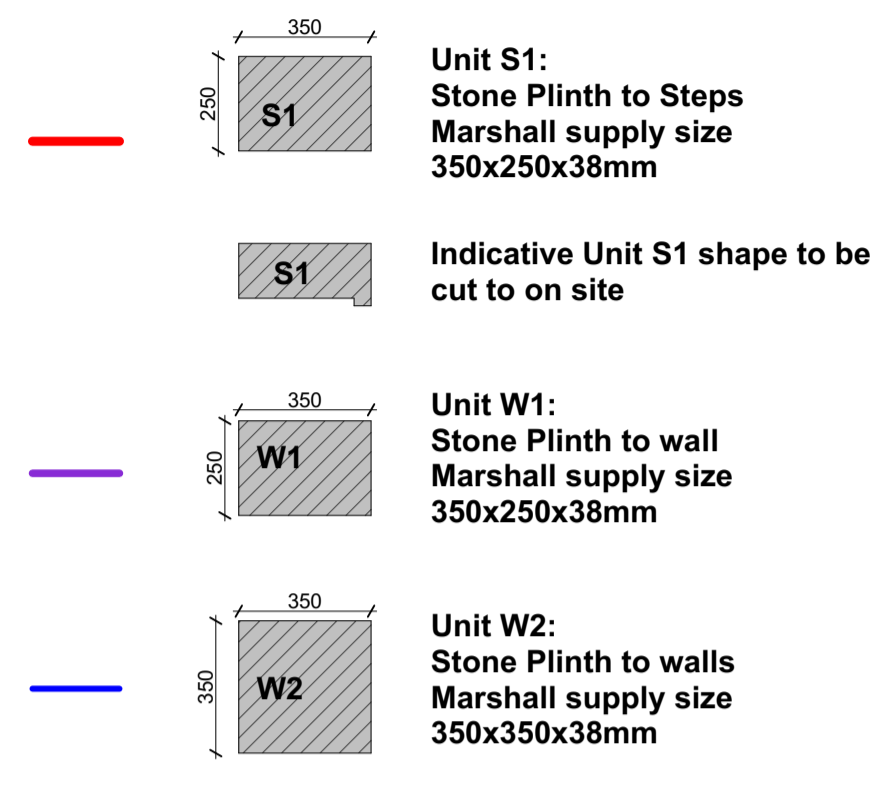 350
250
S1
Unit S1:
Stone Plinth to Steps
Marshall supply size
350x250x38mm
S1
Indicative Unit S1 shape to be
cut to on site
350
250
W1
Unit W1:
Stone Plinth to wall
Marshall supply size
350x250x38mm
350
350
W2
Unit W2:
Stone Plinth to walls
Marshall supply size
350x350x38mm